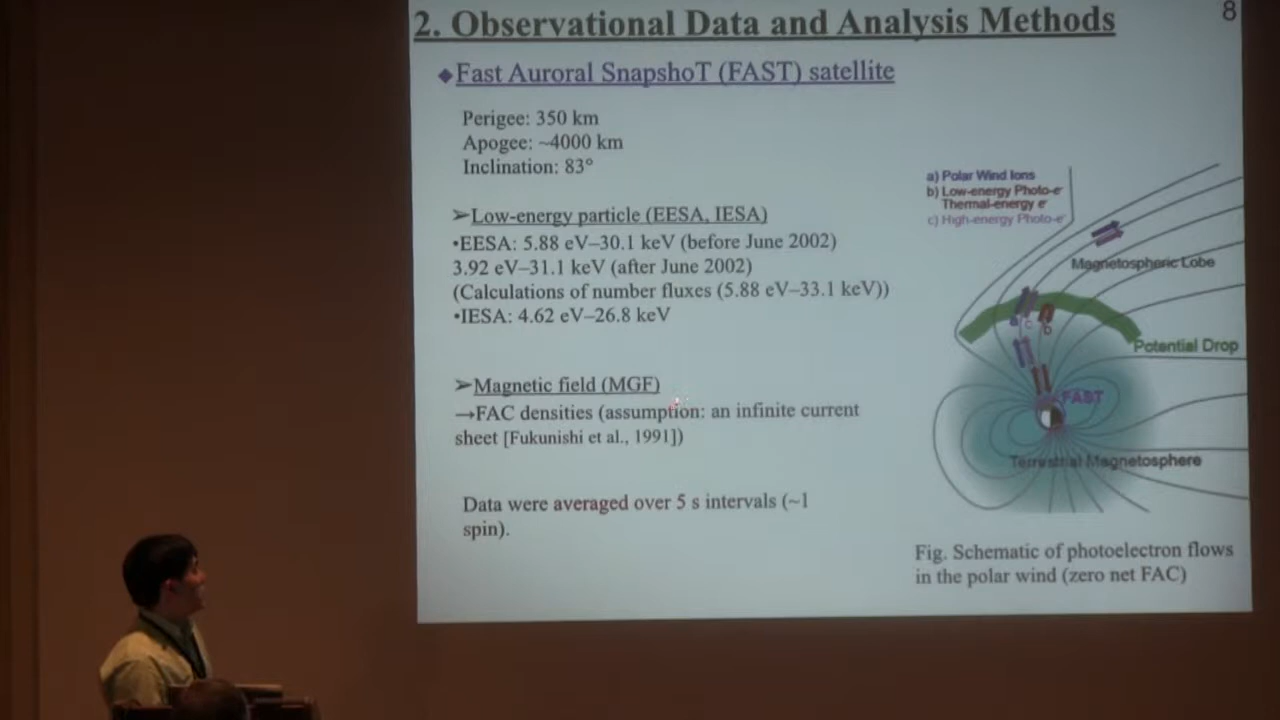 2. Observational Data and Analysis Methods
8
◆Fast Auroral SnapshoT (FAST) satellite
Perigee: 350 km
Apogee: ~4000 km
Inclination: 83°
➢Low-energy particle (EESA, IESA)
•EESA: 5.88 eV–30.1 keV (before June 2002)
3.92 eV–31.1 keV (after June 2002)
(Calculations of number fluxes (5.88 eV–33.1 keV))
•IESA: 4.62 eV–26.8 keV
➢Magnetic field (MGF)
→FAC densities (assumption: an infinite current
sheet [Fukunishi et al., 1991])
Data were averaged over 5 s intervals (~1
spin).
a) Polar Wind Ions
b) Low-energy Photo-e⁻
Thermal-energy e⁻
c) High-energy Photo-e⁻
Magnetospheric Lobe
a
c
b
Potential Drop
FAST
Terrestrial Magnetosphere
Fig. Schematic of photoelectron flows
in the polar wind (zero net FAC)